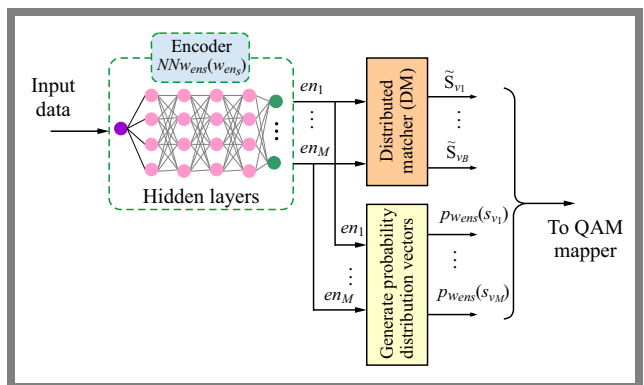 Encoder
NNw_ens(w_ens)
Input
data
en_1
⋮
en_M
Hidden layers
Distributed
matcher (DM)
S̃_v1
⋮
S̃_vB
en_1
⋮
en_M
Generate probability
distribution vectors
p_wens(s_v1)
⋮
p_wens(s_vM)
To QAM
mapper